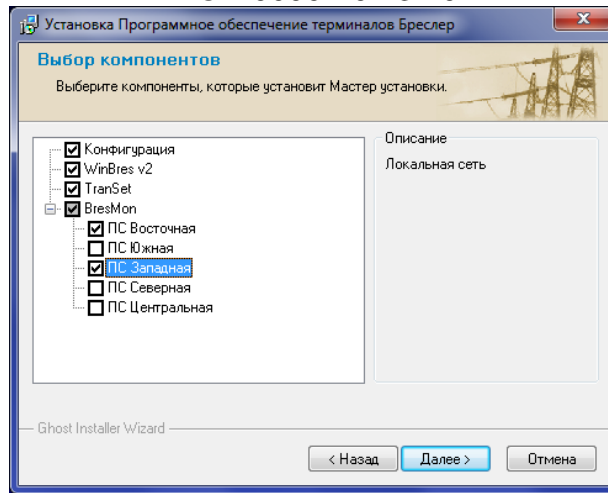 Установка Программное обеспечение терминалов Бреслер
Выбор компонентов
Выберите компоненты, которые установит Мастер установки.
Конфигурация
WinBres v2
TranSet
BresMon
ПС Восточная
ПС Южная
ПС Западная
ПС Северная
ПС Центральная
Описание
Локальная сеть
Ghost Installer Wizard
< Назад
Далее >
Отмена